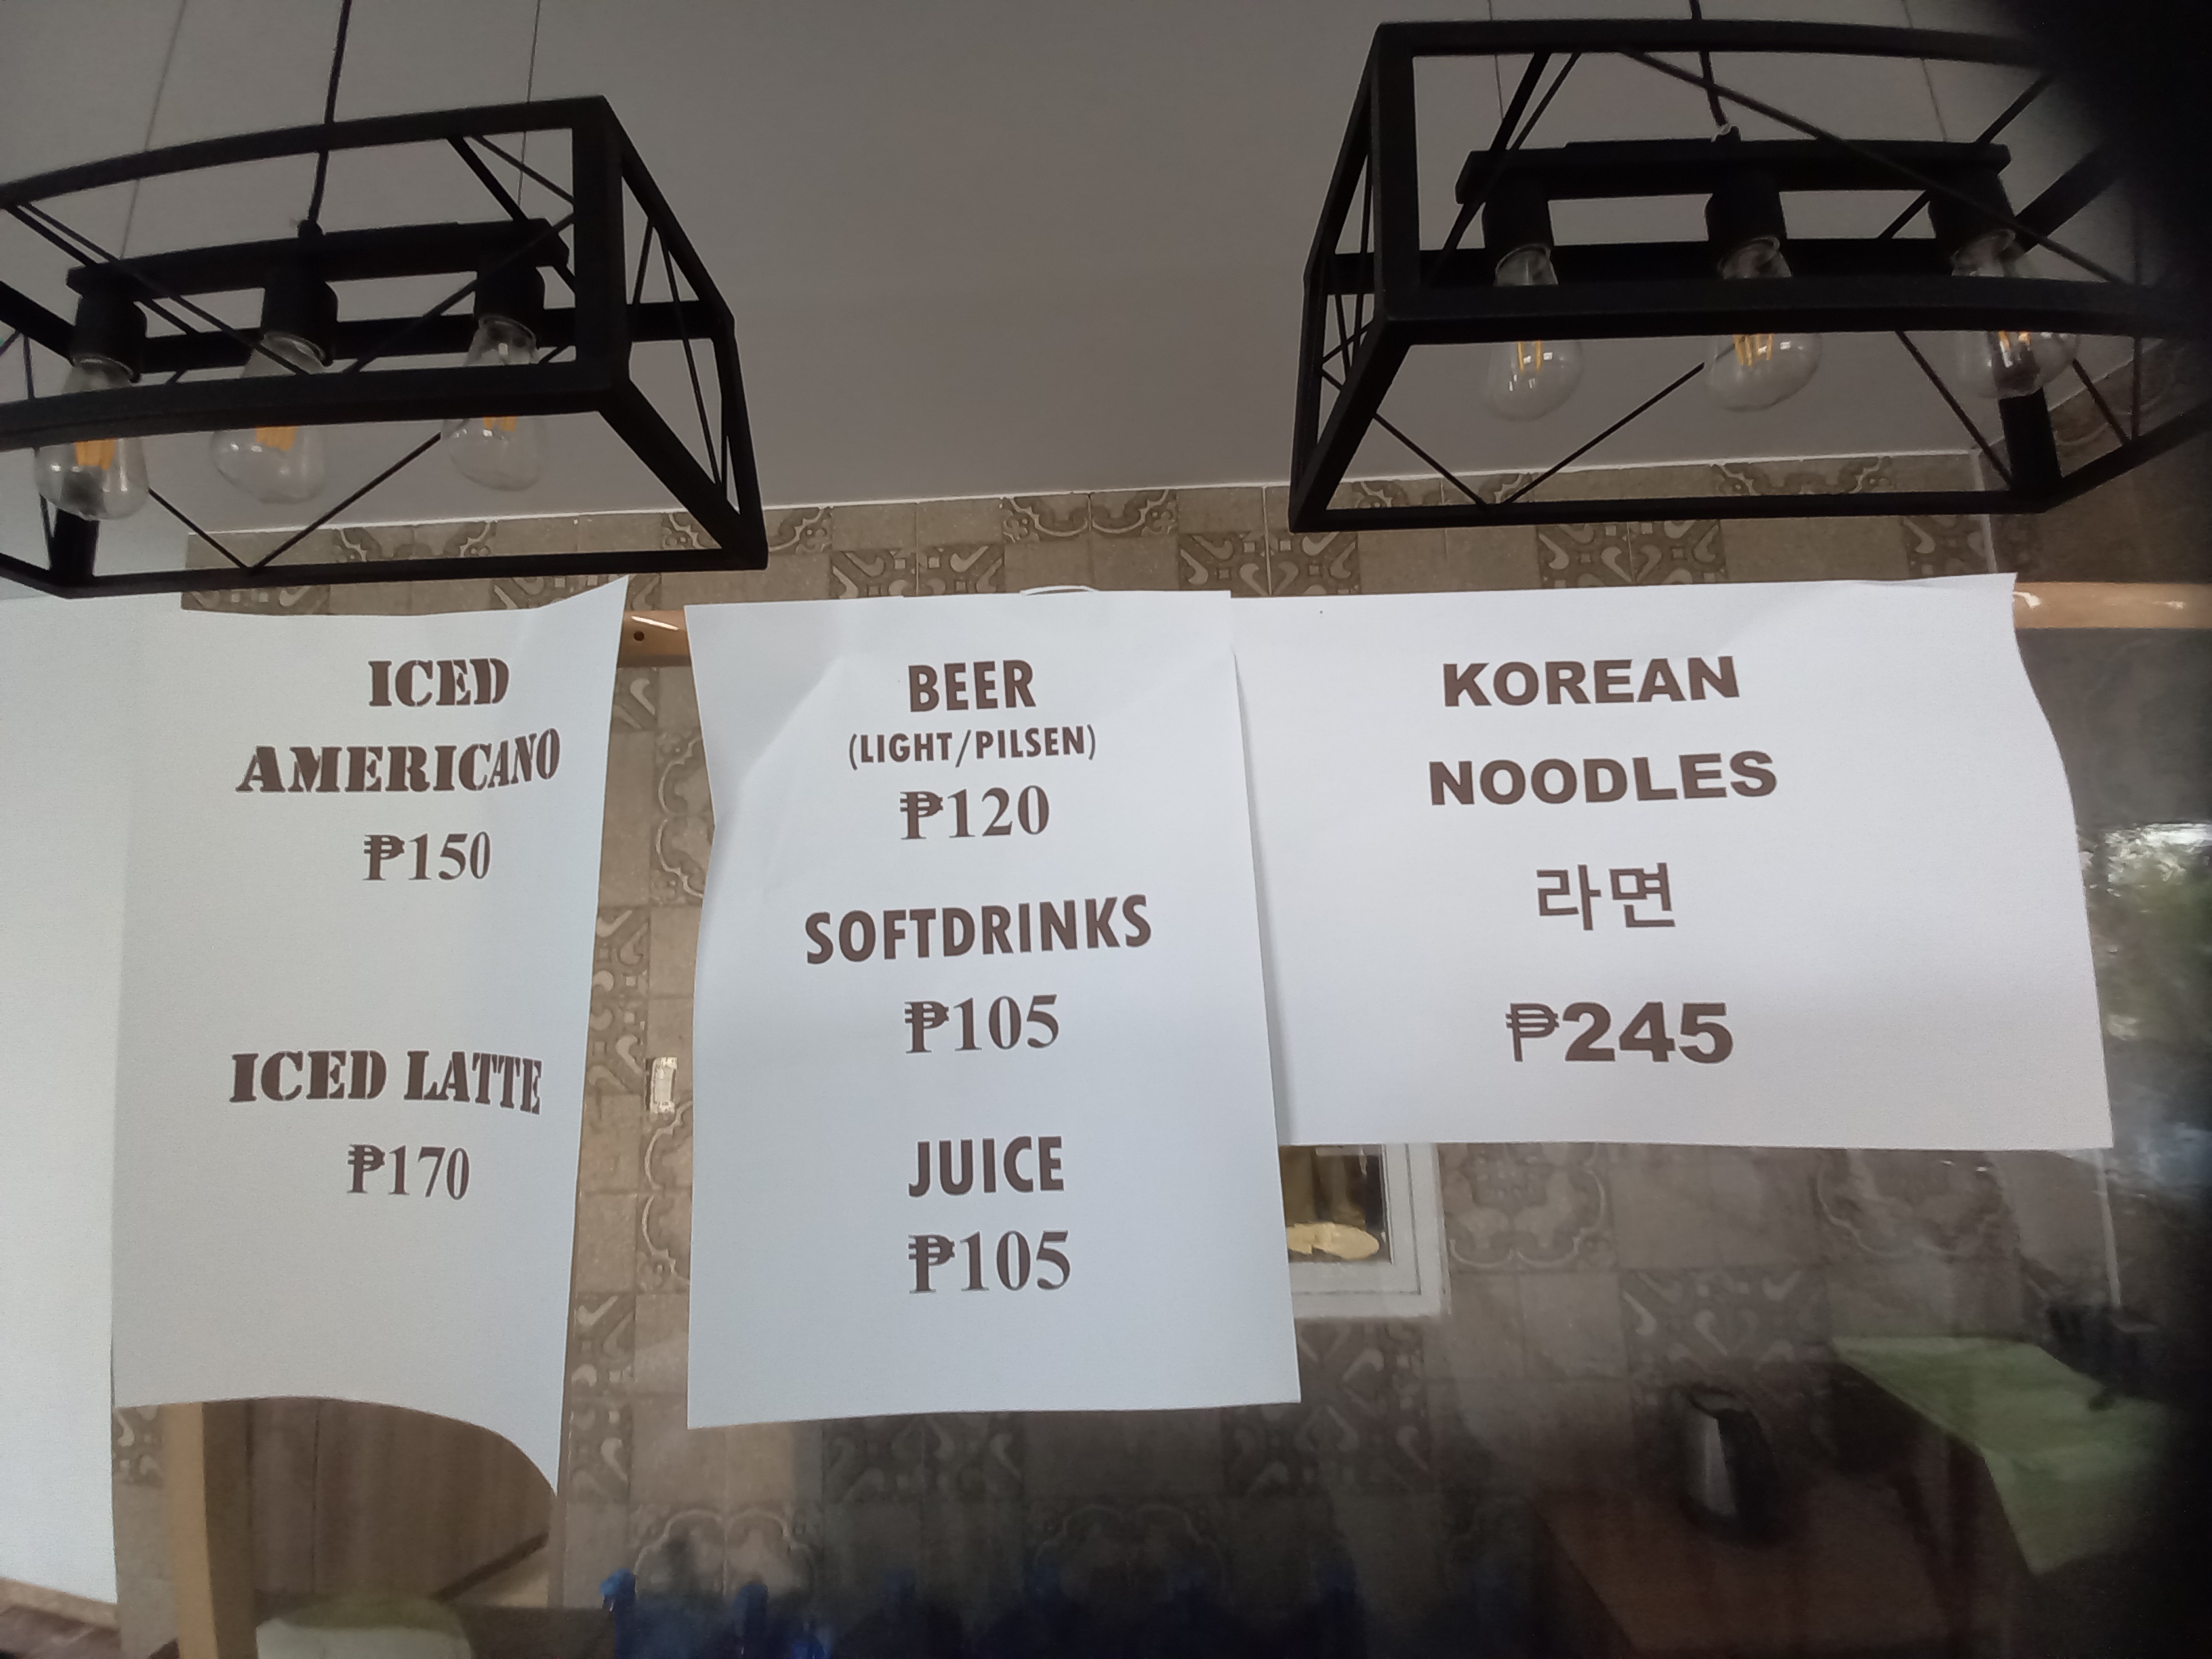 ICED
AMERICANO
₱150
ICED LATTE
₱170
BEER
(LIGHT/PILSEN)
₱120
SOFTDRINKS
₱105
JUICE
₱105
KOREAN
NOODLES
라면
₱245